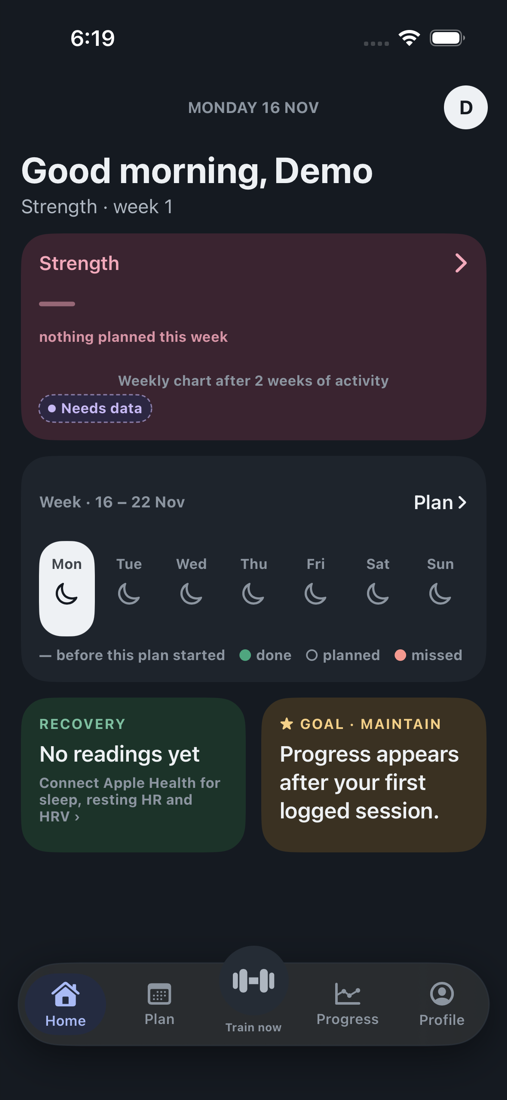 6:19
MONDAY 16 NOV
D
Good morning, Demo
Strength · week 1
Strength
nothing planned this week
Weekly chart after 2 weeks of activity
Needs data
Week · 16 – 22 Nov
Plan
Mon Tue Wed Thu Fri Sat Sun
— before this plan started done planned missed
RECOVERY
No readings yet
Connect Apple Health for
sleep, resting HR and
HRV ›
GOAL · MAINTAIN
Progress appears
after your first
logged session.
Home Plan Train now Progress Profile